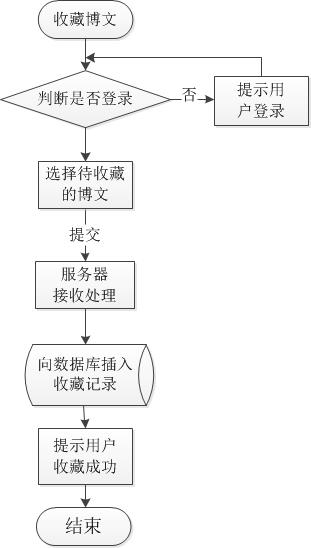 收藏博文
判断是否登录
否
提示用
户登录
选择待收藏
的博文
提交
服务器
接收处理
向数据库插入
收藏记录
提示用户
收藏成功
结束